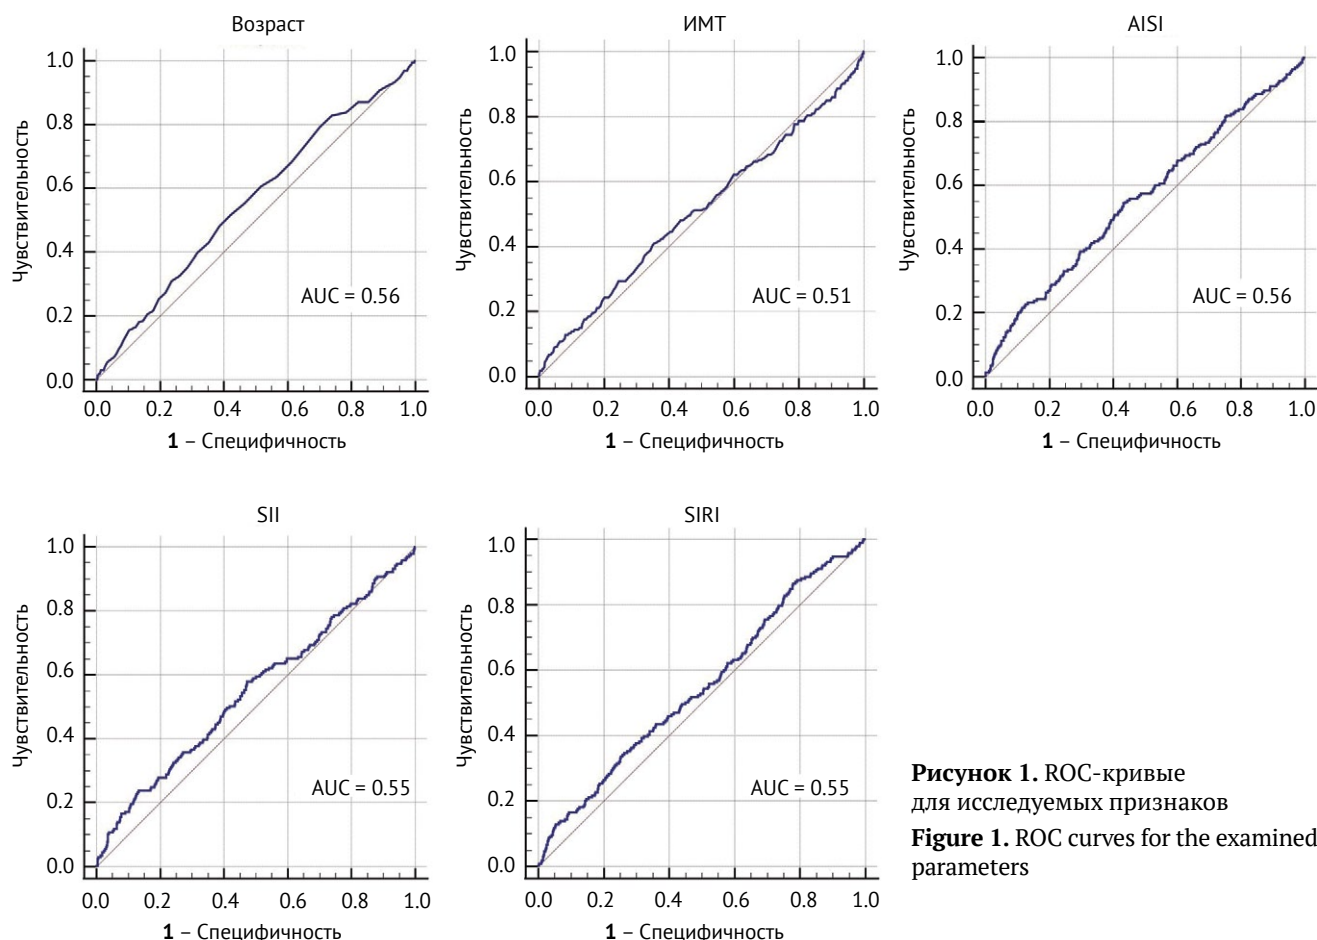 Возраст
1.0
0.8
0.6
0.4
0.2
0.0
Чувствительность
AUC = 0.56
0.0 0.2 0.4 0.6 0.8 1.0
1 – Специфичность
ИМТ
1.0
0.8
0.6
0.4
0.2
0.0
Чувствительность
AUC = 0.51
0.0 0.2 0.4 0.6 0.8 1.0
1 – Специфичность
AISI
1.0
0.8
0.6
0.4
0.2
0.0
Чувствительность
AUC = 0.56
0.0 0.2 0.4 0.6 0.8 1.0
1 – Специфичность
SII
1.0
0.8
0.6
0.4
0.2
0.0
Чувствительность
AUC = 0.55
0.0 0.2 0.4 0.6 0.8 1.0
1 – Специфичность
SIRI
1.0
0.8
0.6
0.4
0.2
0.0
Чувствительность
AUC = 0.55
0.0 0.2 0.4 0.6 0.8 1.0
1 – Специфичность
Рисунок 1. ROC-кривые
для исследуемых признаков
Figure 1. ROC curves for the examined
parameters